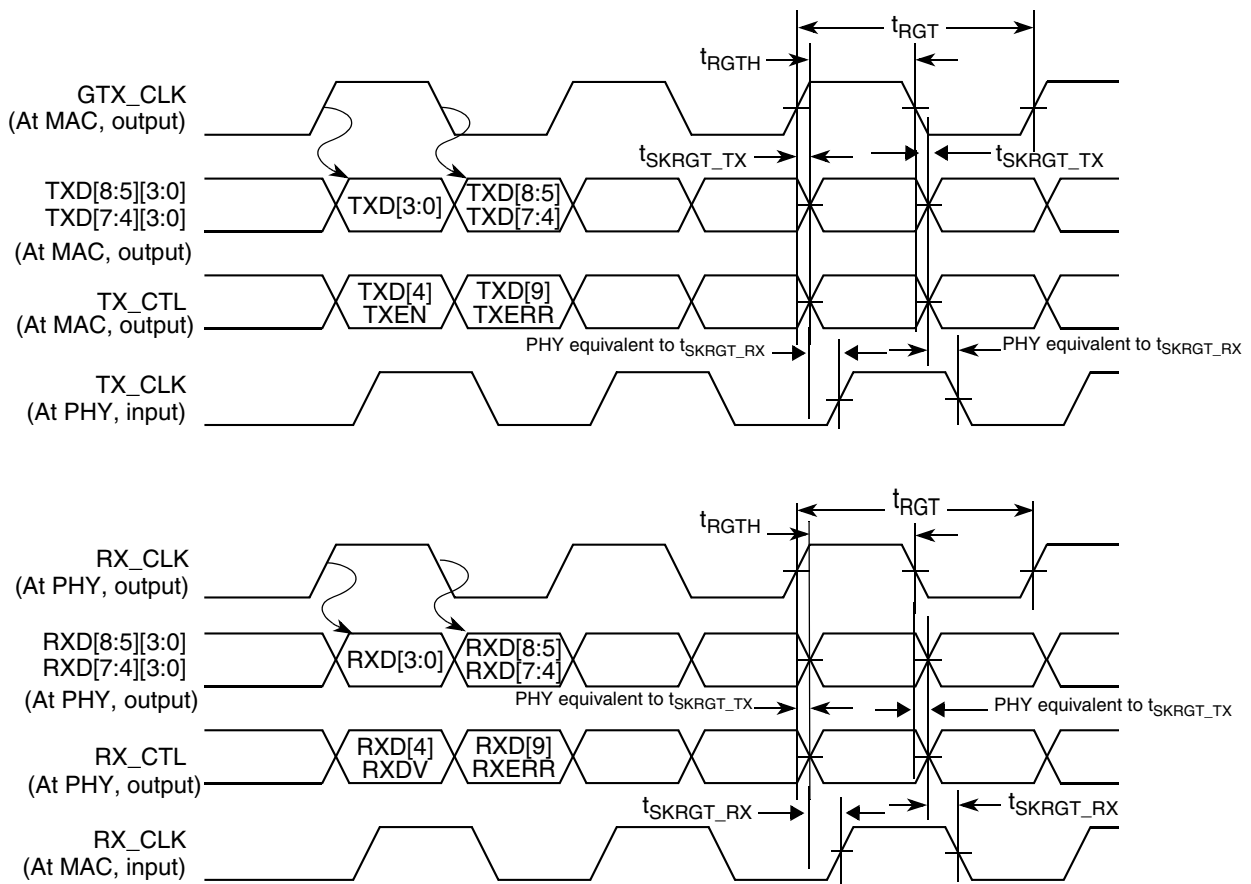 tRGT
tRGTH
GTX_CLK
(At MAC, output)
tSKRGT_TX
tSKRGT_TX
TXD[8:5][3:0]
TXD[7:4][3:0]
(At MAC, output)
TXD[3:0]
TXD[8:5]
TXD[7:4]
TX_CTL
(At MAC, output)
TXD[4]
TXEN
TXD[9]
TXERR
PHY equivalent to tSKRGT_RX
PHY equivalent to tSKRGT_RX
TX_CLK
(At PHY, input)
tRGT
tRGTH
RX_CLK
(At PHY, output)
RXD[8:5][3:0]
RXD[7:4][3:0]
(At PHY, output)
RXD[3:0]
RXD[8:5]
RXD[7:4]
PHY equivalent to tSKRGT_TX
PHY equivalent to tSKRGT_TX
RX_CTL
(At PHY, output)
RXD[4]
RXDV
RXD[9]
RXERR
tSKRGT_RX
tSKRGT_RX
RX_CLK
(At MAC, input)